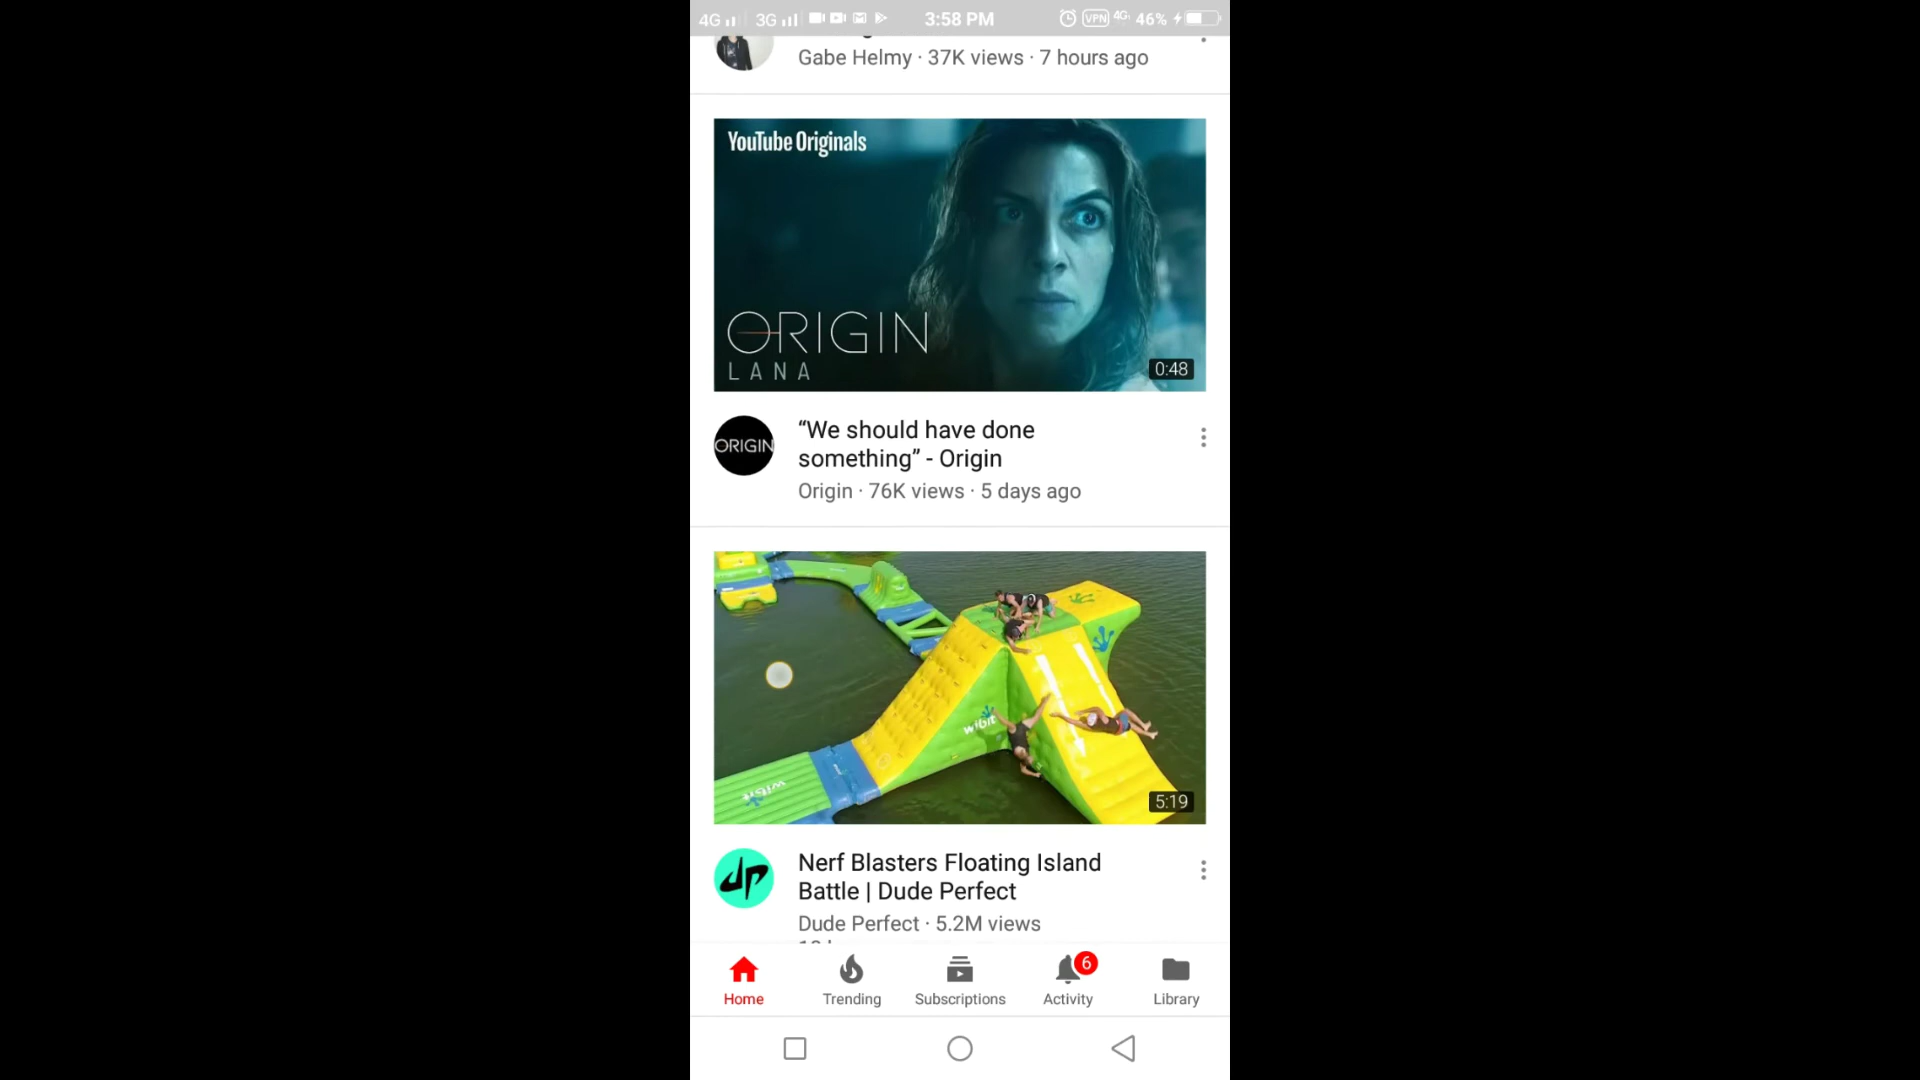 4G 3G 3:58 PM VPN 4G 46%
Gabe Helmy · 37K views · 7 hours ago
YouTube Originals
ORIGIN
LANA
0:48
ORIGIN
“We should have done
something” - Origin
Origin · 76K views · 5 days ago
wibit
wibit
5:19
dp
Nerf Blasters Floating Island
Battle | Dude Perfect
Dude Perfect · 5.2M views
6
Home Trending Subscriptions Activity Library